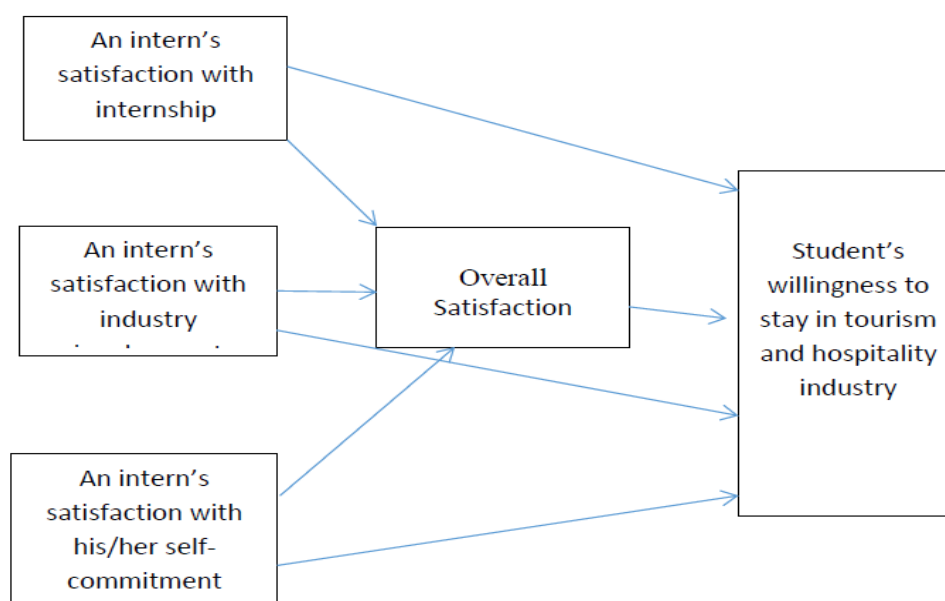 An intern’s
satisfaction with
internship
An intern’s
satisfaction with
industry
An intern’s
satisfaction with
his/her self-
commitment
Overall
Satisfaction
Student’s
willingness to
stay in tourism
and hospitality
industry